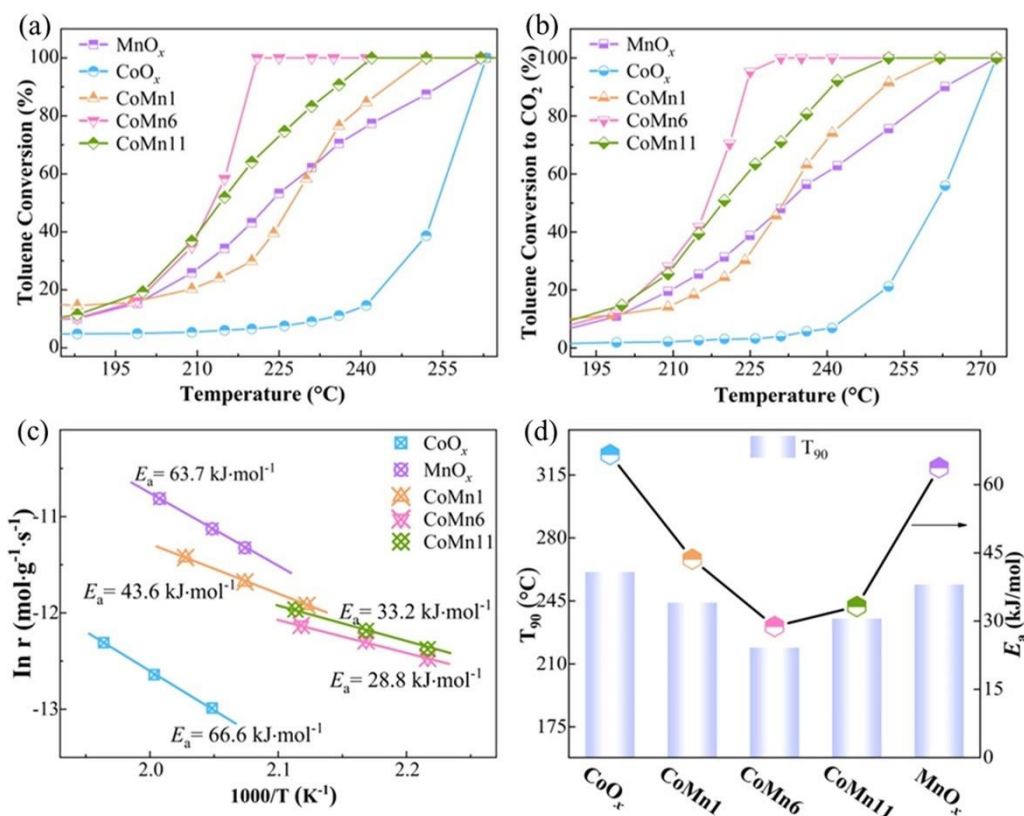 (a)
MnOx
CoOx
CoMn1
CoMn6
CoMn11
Toluene Conversion (%)
100
80
60
40
20
0
195
210
225
240
255
Temperature (°C)
(b)
MnOx
CoOx
CoMn1
CoMn6
CoMn11
Toluene Conversion to CO2 (%)
100
80
60
40
20
0
195
210
225
240
255
270
Temperature (°C)
(c)
CoOx
MnOx
CoMn1
CoMn6
CoMn11
Ea= 63.7 kJ·mol-1
Ea= 43.6 kJ·mol-1
Ea= 33.2 kJ·mol-1
Ea= 28.8 kJ·mol-1
Ea= 66.6 kJ·mol-1
In r (mol·g-1·s-1)
-11
-12
-13
2.0
2.1
2.2
1000/T (K-1)
(d)
T90
T90 (°C)
315
280
245
210
175
60
45
30
15
0
Ea (kJ/mol)
CoOx
CoMn1
CoMn6
CoMn11
MnOx